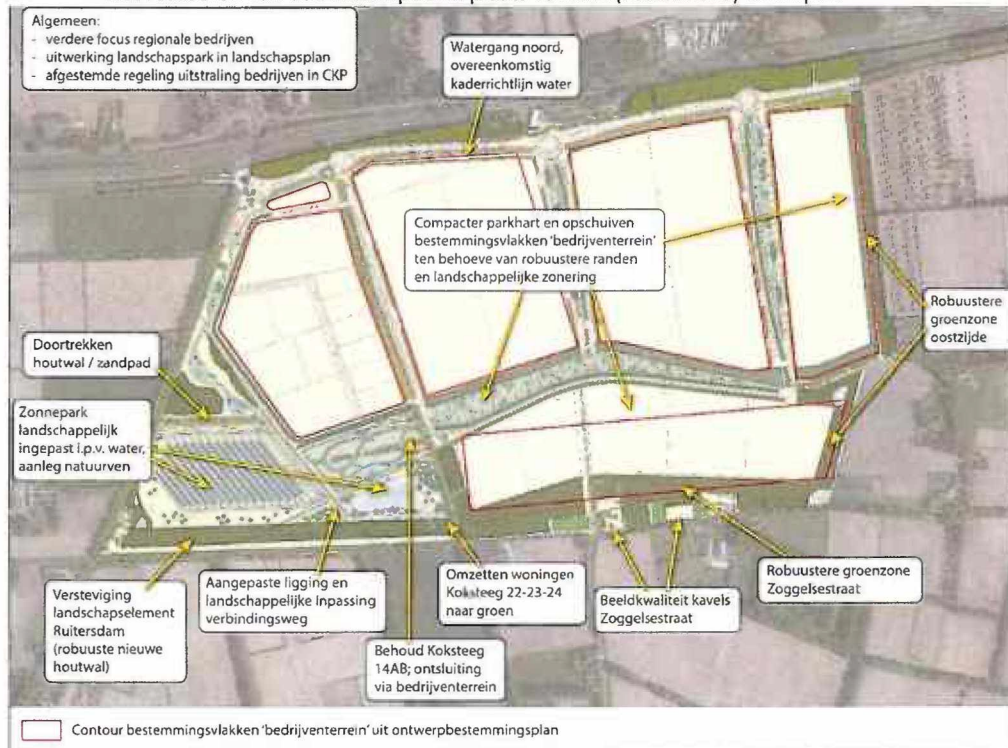 Algemeen:
- verdere focus regionale bedrijven
- uitwerking landschapspark in landschapsplan
- afgestemde regeling uitstraling bedrijven in CKP
Watergang noord,
overeenkomstig
kaderrichtlijn water
Compacter parkhart en opschuiven
bestemmingsvlakken 'bedrijventerrein'
ten behoeve van robuustere randen
en landschappelijke zonering
Robuustere
groenzone
oostzijde
Doortrekken
houtwal / zandpad
Zonnepark
landschappelijk
ingepast i.p.v. water,
aanleg natuurven
Versteviging
landschapselement
Ruitersdam
(robuuste nieuwe
houtwal)
Aangepaste ligging en
landschappelijke Inpassing
verbindingsweg
Behoud Koksteeg
14AB; ontsluiting
via bedrijventerrein
Omzetten woningen
Koksteeg 22-23-24
naar groen
Beeldkwaliteit kavels
Zoggelsestraat
Robuustere groenzone
Zoggelsestraat
Contour bestemmingsvlakken 'bedrijventerrein' uit ontwerpbestemmingsplan